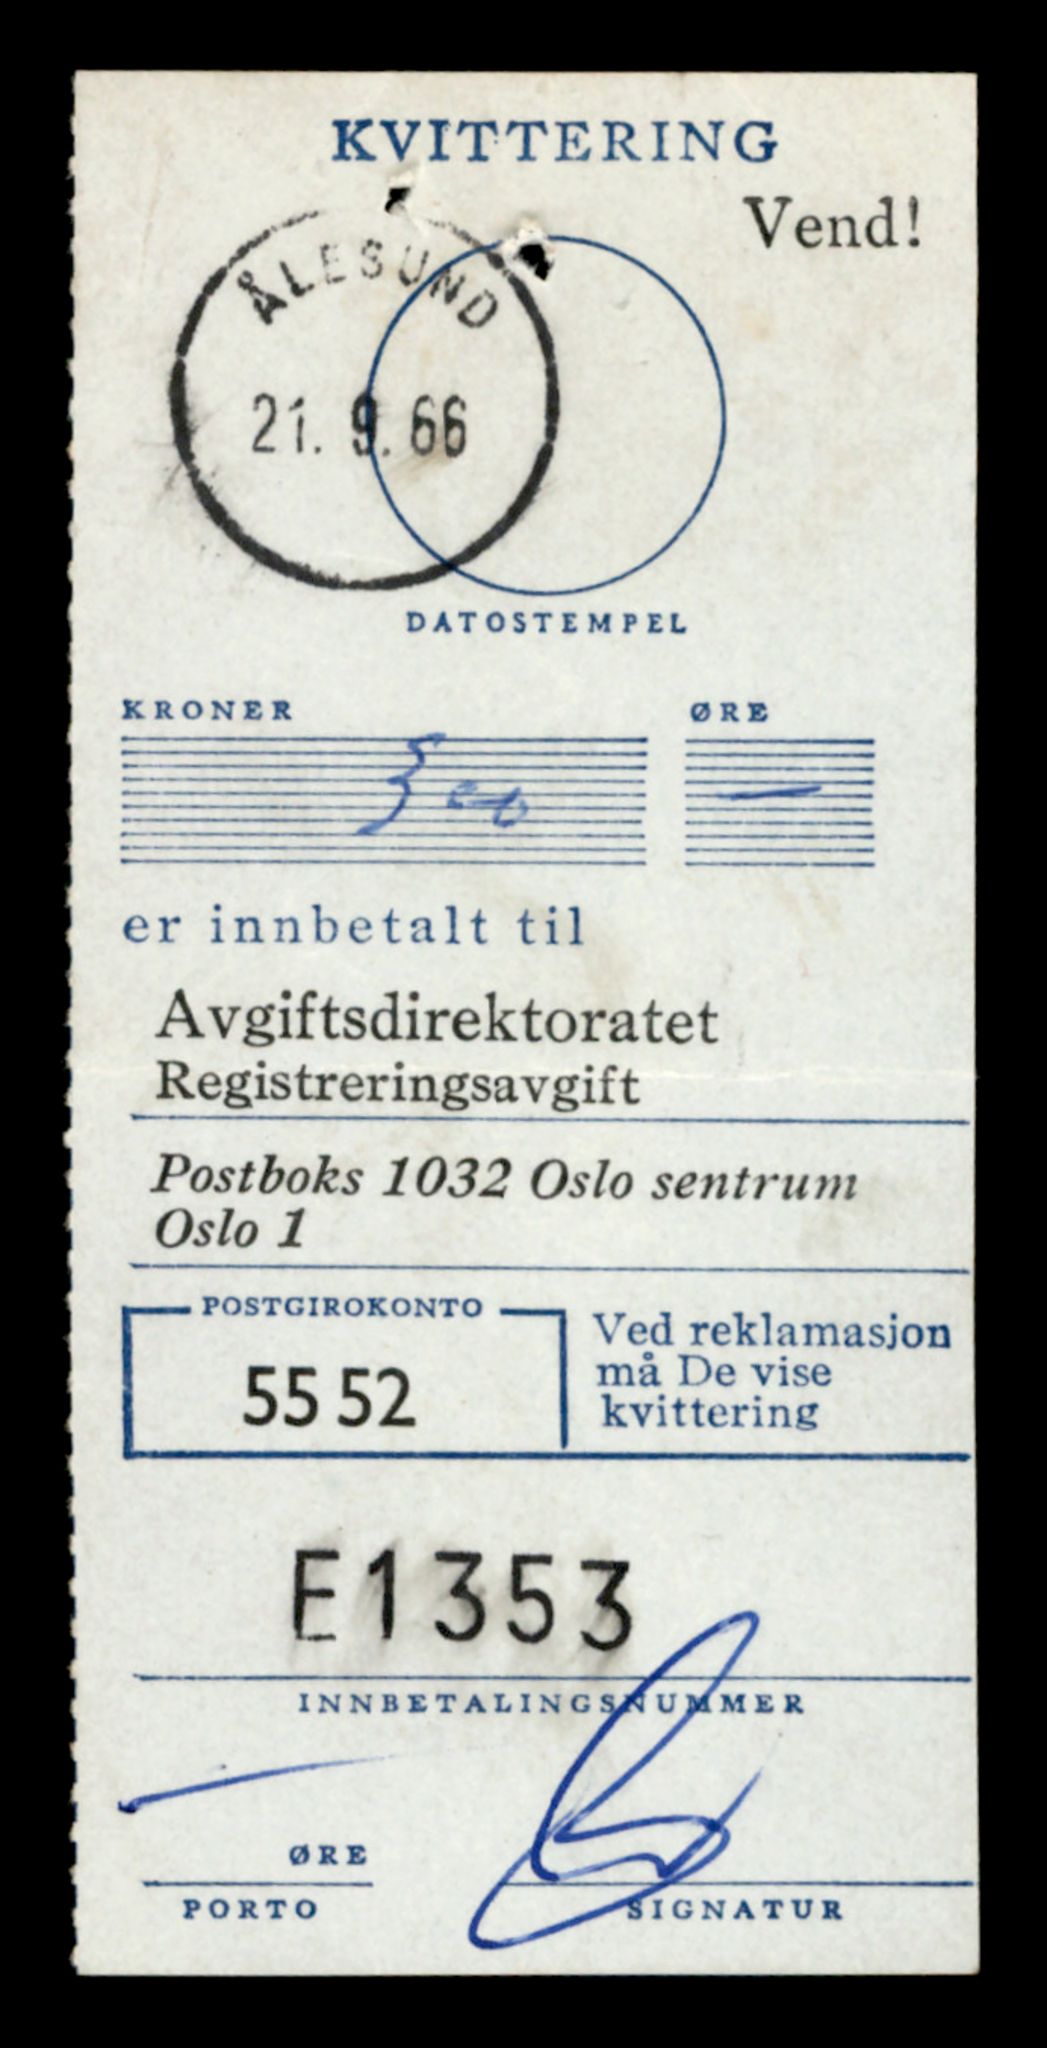 KVITTERING
Vend!
ÅLESUND
21. 9. 66
DATOSTEMPEL
KRONER ØRE
300 —
er innbetalt til
Avgiftsdirektoratet
Registreringsavgift
Postboks 1032 Oslo sentrum
Oslo 1
POSTGIROKONTO
55 52
Ved reklamasjon
må De vise
kvittering
E1353
INNBETALINGSNUMMER
ØRE
PORTO
SIGNATUR